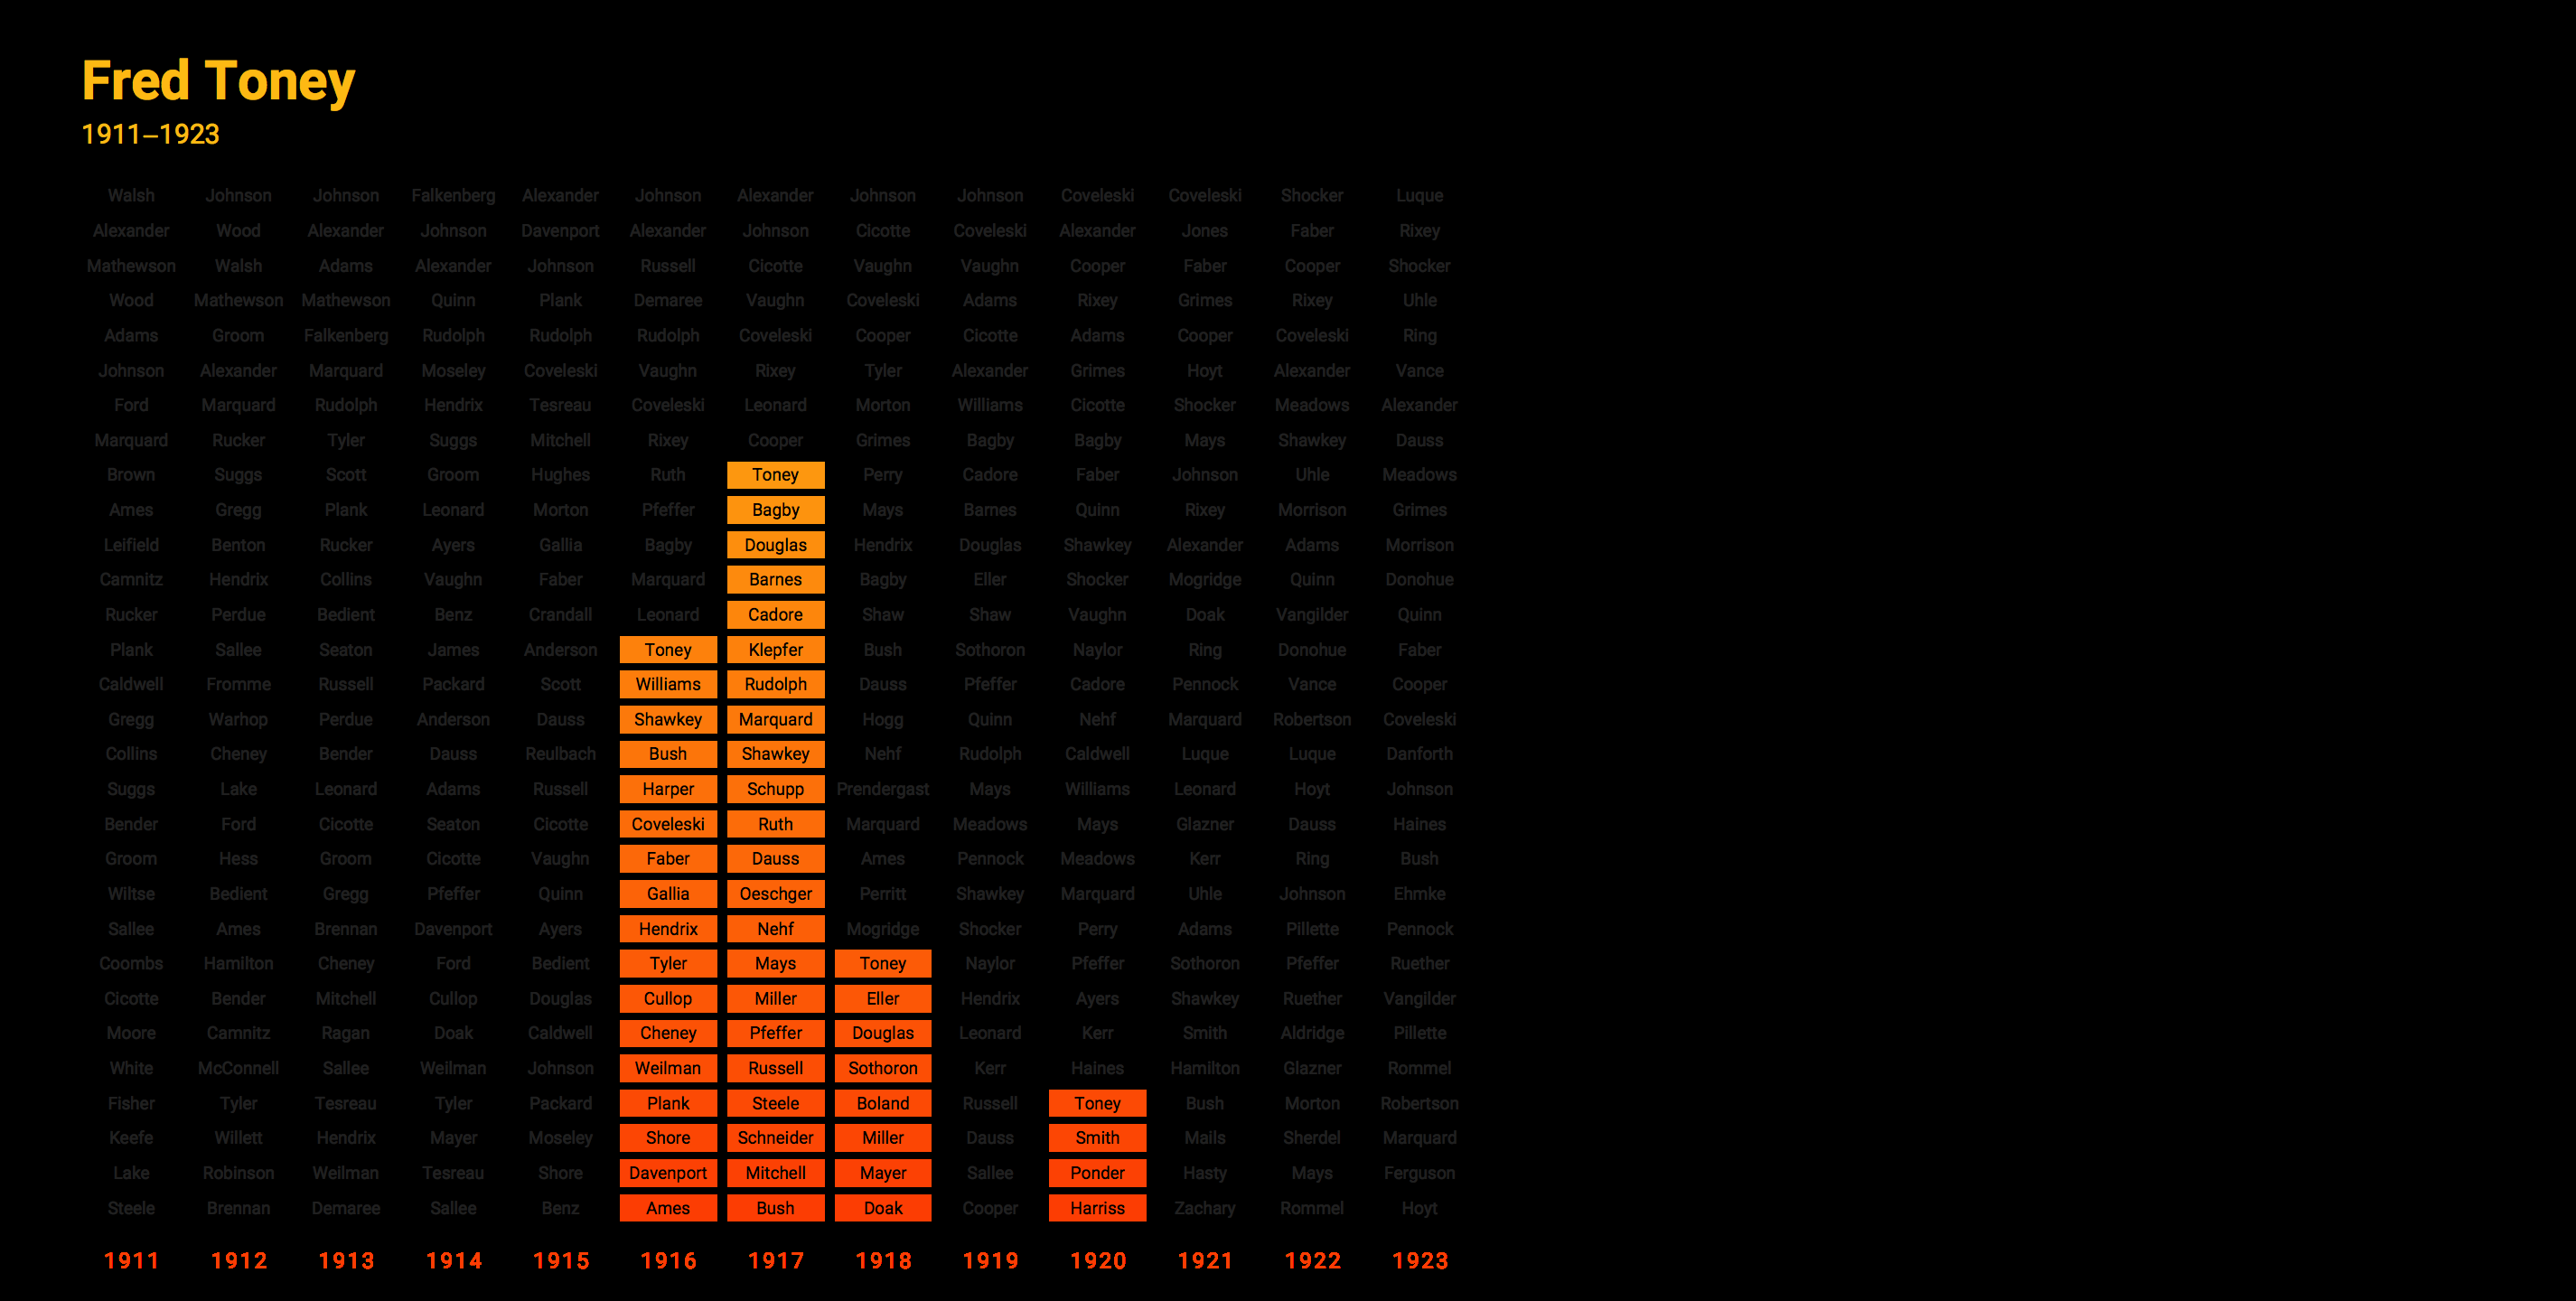 Fred Toney
1911–1923
Walsh Johnson Johnson Falkenberg Alexander Johnson Alexander Johnson Johnson Coveleski Coveleski Shocker Luque
Alexander Wood Alexander Johnson Davenport Alexander Johnson Cicotte Coveleski Alexander Jones Faber Rixey
Mathewson Walsh Adams Alexander Johnson Russell Cicotte Vaughn Vaughn Cooper Faber Cooper Shocker
Wood Mathewson Mathewson Quinn Plank Demaree Vaughn Coveleski Adams Rixey Grimes Rixey Uhle
Adams Groom Falkenberg Rudolph Rudolph Rudolph Coveleski Cooper Cicotte Adams Cooper Coveleski Ring
Johnson Alexander Marquard Moseley Coveleski Vaughn Rixey Tyler Alexander Grimes Hoyt Alexander Vance
Ford Marquard Rudolph Hendrix Tesreau Coveleski Leonard Morton Williams Cicotte Shocker Meadows Alexander
Marquard Rucker Tyler Suggs Mitchell Rixey Cooper Grimes Bagby Bagby Mays Shawkey Dauss
Brown Suggs Scott Groom Hughes Ruth Toney Perry Cadore Faber Johnson Uhle Meadows
Ames Gregg Plank Leonard Morton Pfeffer Bagby Mays Barnes Quinn Rixey Morrison Grimes
Leifield Benton Rucker Ayers Gallia Bagby Douglas Hendrix Douglas Shawkey Alexander Adams Morrison
Camnitz Hendrix Collins Vaughn Faber Marquard Barnes Bagby Eller Shocker Mogridge Quinn Donohue
Rucker Perdue Bedient Benz Crandall Leonard Cadore Shaw Shaw Vaughn Doak Vangilder Quinn
Plank Sallee Seaton James Anderson Toney Klepfer Bush Sothoron Naylor Ring Donohue Faber
Caldwell Fromme Russell Packard Scott Williams Rudolph Dauss Pfeffer Cadore Pennock Vance Cooper
Gregg Warhop Perdue Anderson Dauss Shawkey Marquard Hogg Quinn Nehf Marquard Robertson Coveleski
Collins Cheney Bender Dauss Reulbach Bush Shawkey Nehf Rudolph Caldwell Luque Luque Danforth
Suggs Lake Leonard Adams Russell Harper Schupp Prendergast Mays Williams Leonard Hoyt Johnson
Bender Ford Cicotte Seaton Cicotte Coveleski Ruth Marquard Meadows Mays Glazner Dauss Haines
Groom Hess Groom Cicotte Vaughn Faber Dauss Ames Pennock Meadows Kerr Ring Bush
Wiltse Bedient Gregg Pfeffer Quinn Gallia Oeschger Perritt Shawkey Marquard Uhle Johnson Ehmke
Sallee Ames Brennan Davenport Ayers Hendrix Nehf Mogridge Shocker Perry Adams Pillette Pennock
Coombs Hamilton Cheney Ford Bedient Tyler Mays Toney Naylor Pfeffer Sothoron Pfeffer Ruether
Cicotte Bender Mitchell Cullop Douglas Cullop Miller Eller Hendrix Ayers Shawkey Ruether Vangilder
Moore Camnitz Ragan Doak Caldwell Cheney Pfeffer Douglas Leonard Kerr Smith Aldridge Pillette
White McConnell Sallee Weilman Johnson Weilman Russell Sothoron Kerr Haines Hamilton Glazner Rommel
Fisher Tyler Tesreau Tyler Packard Plank Steele Boland Russell Toney Bush Morton Robertson
Keefe Willett Hendrix Mayer Moseley Shore Schneider Miller Dauss Smith Mails Sherdel Marquard
Lake Robinson Weilman Tesreau Shore Davenport Mitchell Mayer Sallee Ponder Hasty Mays Ferguson
Steele Brennan Demaree Sallee Benz Ames Bush Doak Cooper Harriss Zachary Rommel Hoyt
1911 1912 1913 1914 1915 1916 1917 1918 1919 1920 1921 1922 1923